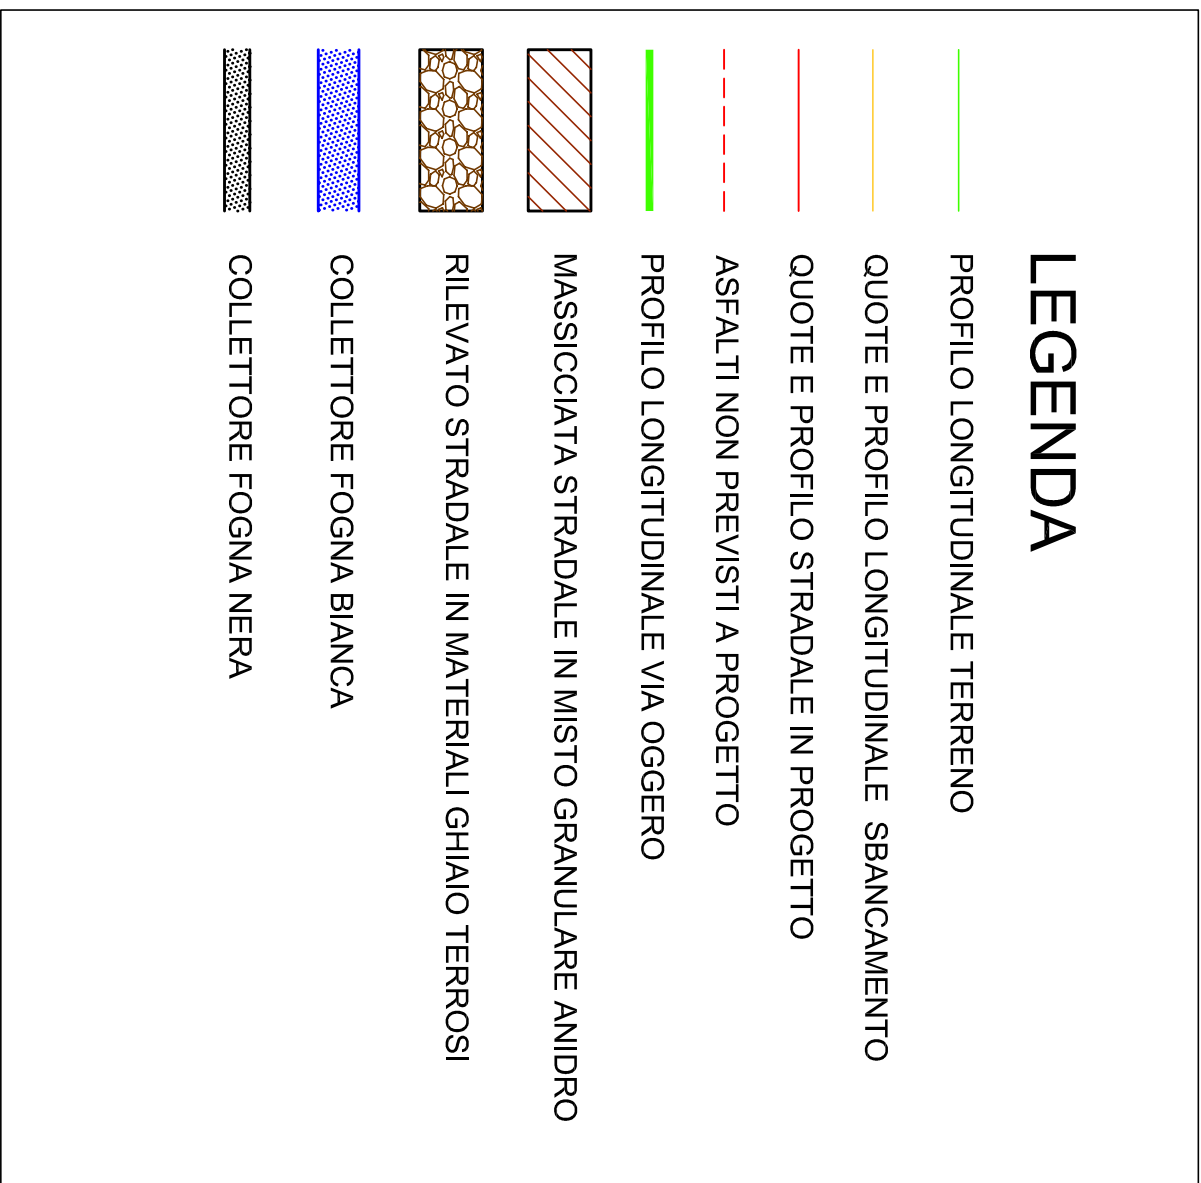 LEGENDA
PROFILO LONGITUDINALE TERRENO
QUOTE E PROFILO LONGITUDINALE SBANCAMENTO
QUOTE E PROFILO STRADALE IN PROGETTO
ASFALTI NON PREVISTI A PROGETTO
PROFILO LONGITUDINALE VIA OGGERO
MASSICCIATA STRADALE IN MISTO GRANULARE ANIDRO
RILEVATO STRADALE IN MATERIALI GHIAIO TERROSI
COLLETTORE FOGNA BIANCA
COLLETTORE FOGNA NERA